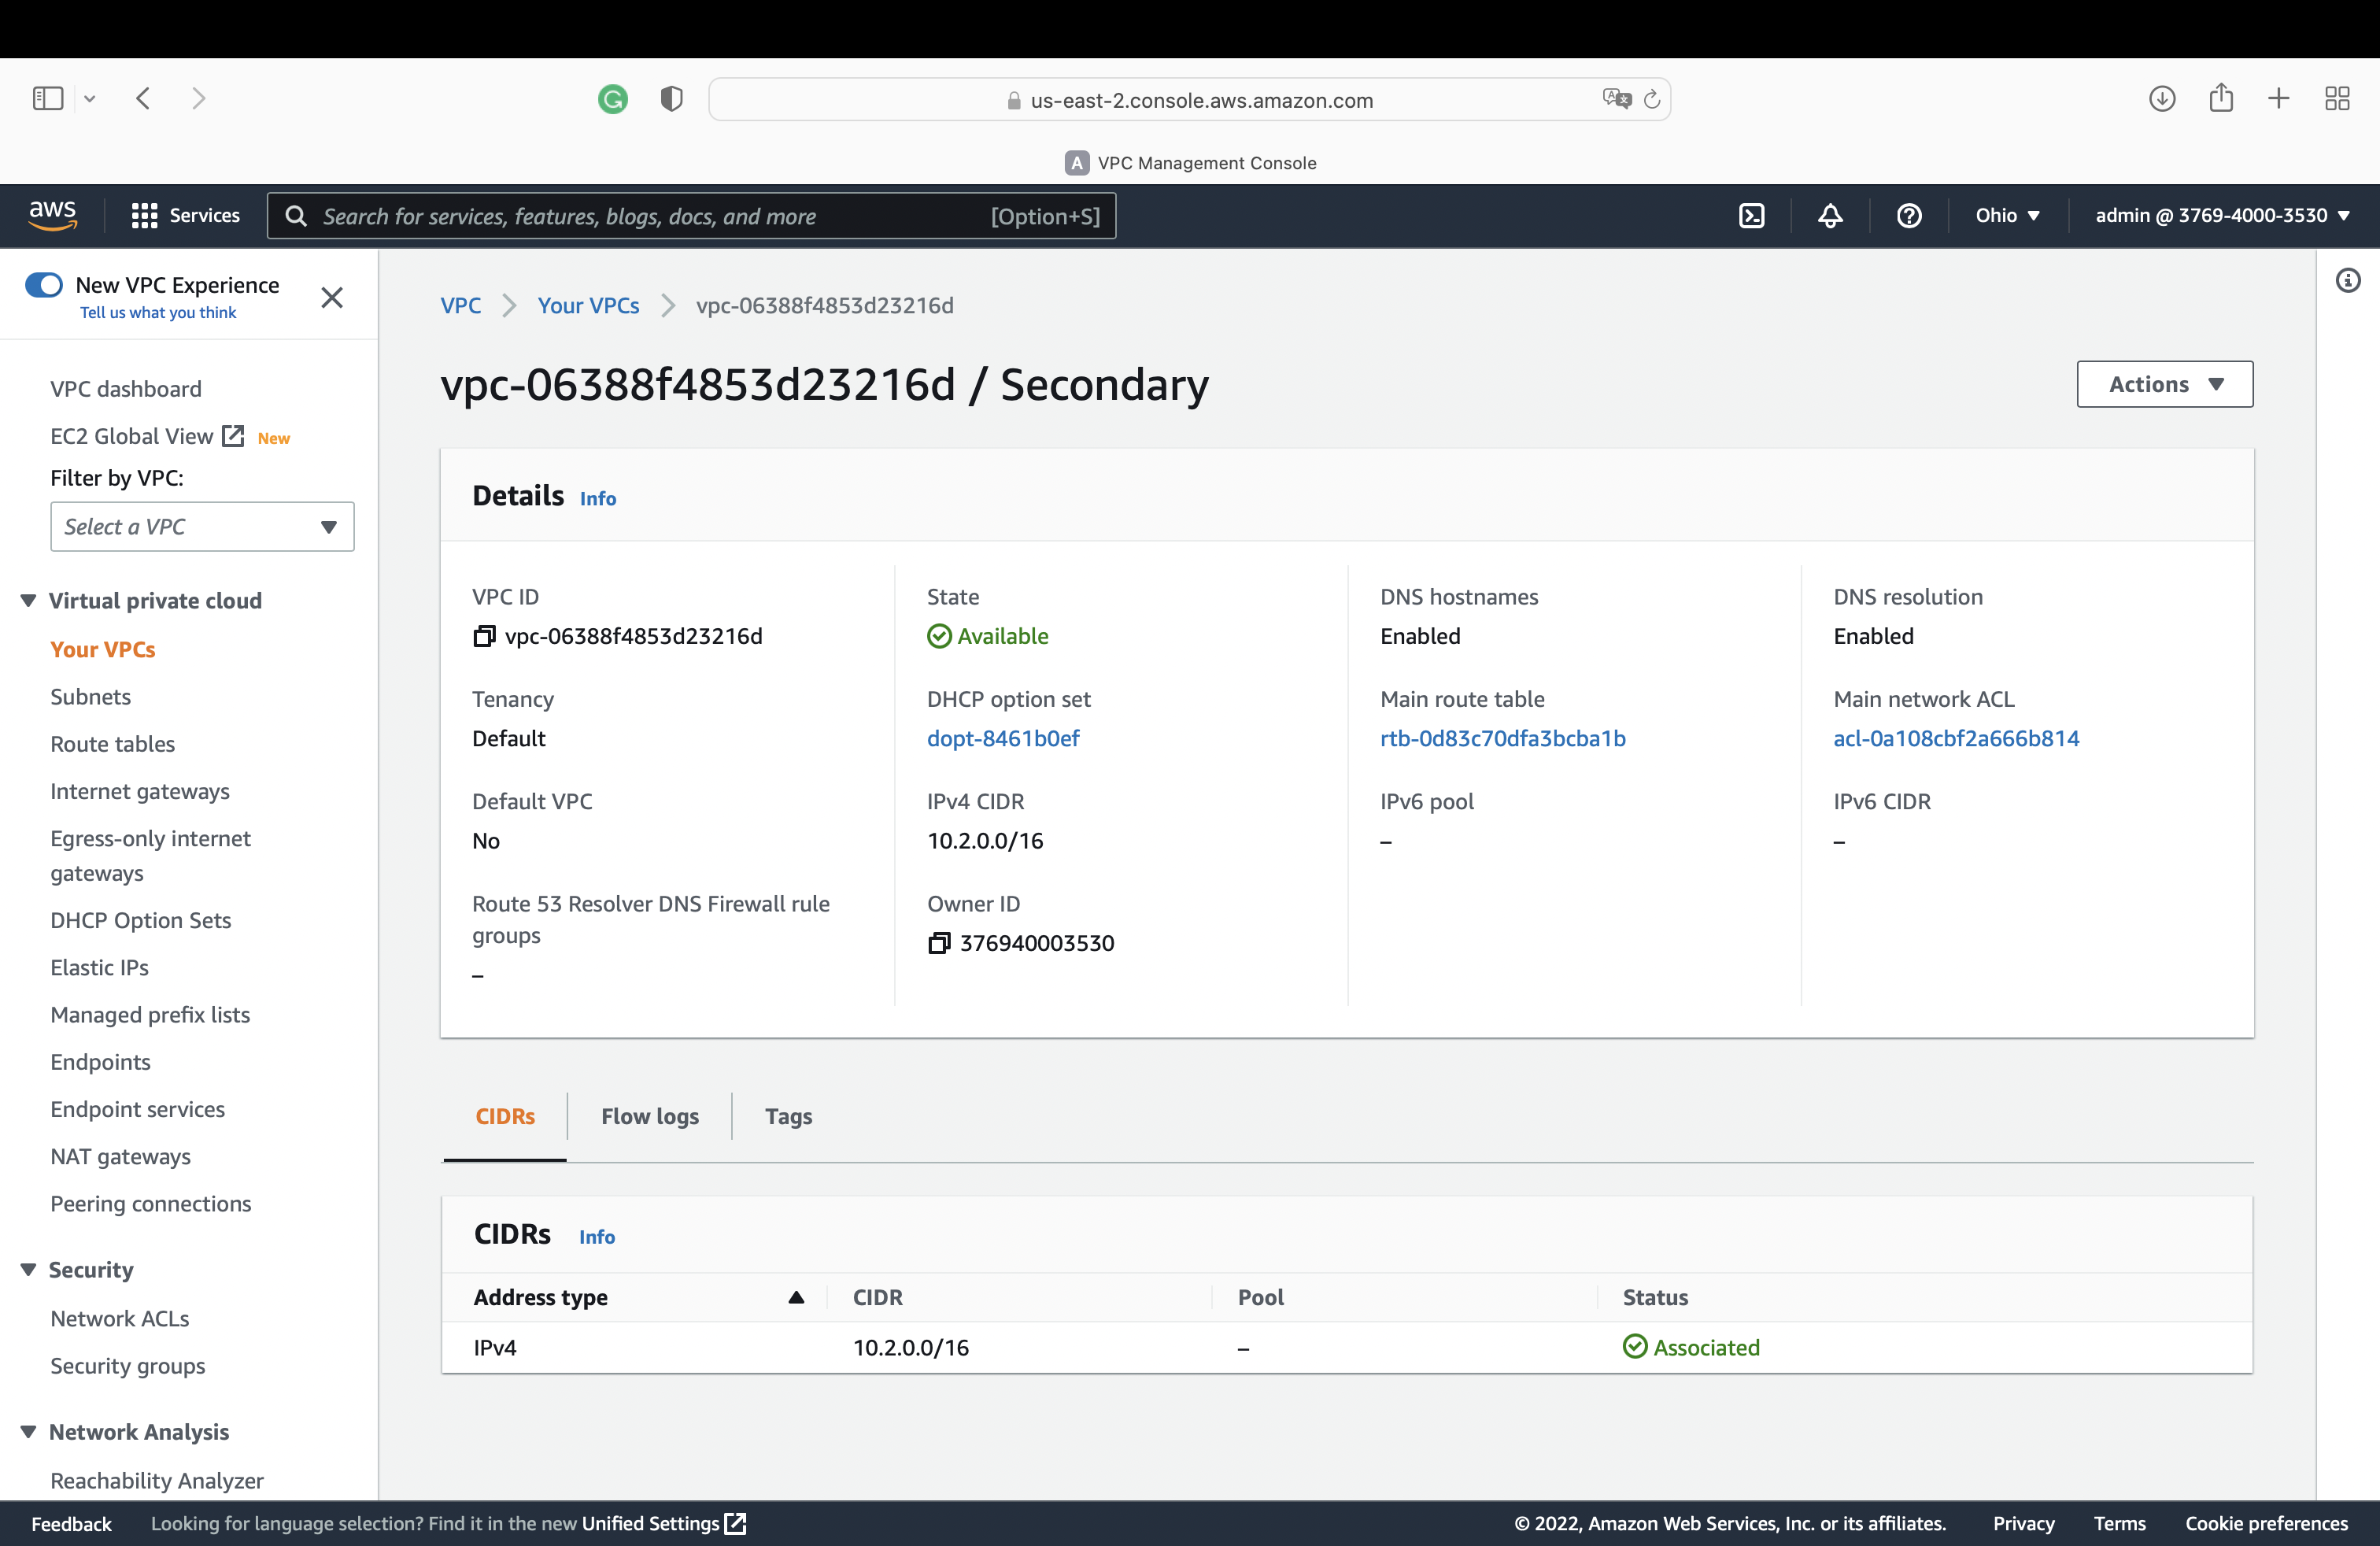 us-east-2.console.aws.amazon.com
A VPC Management Console
aws
Services
Search for services, features, blogs, docs, and more
[Option+S]
Ohio
admin @ 3769-4000-3530
New VPC Experience
Tell us what you think
VPC dashboard
EC2 Global View New
Filter by VPC:
Select a VPC
Virtual private cloud
Your VPCs
Subnets
Route tables
Internet gateways
Egress-only internet
gateways
DHCP Option Sets
Elastic IPs
Managed prefix lists
Endpoints
Endpoint services
NAT gateways
Peering connections
Security
Network ACLs
Security groups
Network Analysis
Reachability Analyzer
VPC
Your VPCs
vpc-06388f4853d23216d
vpc-06388f4853d23216d / Secondary
Actions
Details Info
VPC ID
vpc-06388f4853d23216d
State
Available
DNS hostnames
Enabled
DNS resolution
Enabled
Tenancy
Default
DHCP option set
dopt-8461b0ef
Main route table
rtb-0d83c70dfa3bcba1b
Main network ACL
acl-0a108cbf2a666b814
Default VPC
No
IPv4 CIDR
10.2.0.0/16
IPv6 pool
–
IPv6 CIDR
–
Route 53 Resolver DNS Firewall rule
groups
–
Owner ID
376940003530
CIDRs
Flow logs
Tags
CIDRs Info
Address type CIDR Pool Status
IPv4 10.2.0.0/16 – Associated
Feedback
Looking for language selection? Find it in the new Unified Settings
© 2022, Amazon Web Services, Inc. or its affiliates.
Privacy
Terms
Cookie preferences